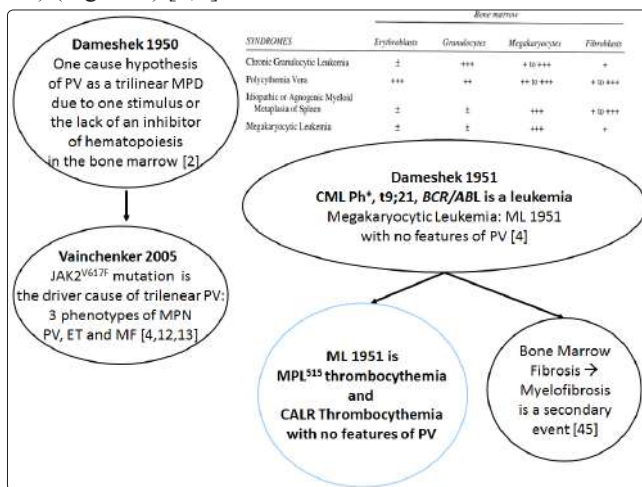 Dameshek 1950
One cause hypothesis
of PV as a trilinear MPD
due to one stimulus or
the lack of an inhibitor
of hematopoiesis
in the bone marrow [2]
Vainchenker 2005
JAK2V617F mutation is
the driver cause of trilenear PV:
3 phenotypes of MPN
PV, ET and MF [4,12,13]
Bone marrow
SYNDROMES Erythroblasts Granulocytes Megakaryocytes Fibroblasts
Chronic Granulocytic Leukemia ± +++ + to +++ +
Polycythemia Vera +++ ++ ++ to +++ + to +++
Idiopathic or Agnogenic Myeloid
Metaplasia of Spleen ± ± +++ + to +++
Megakaryocytic Leukemia ± ± +++ +
Dameshek 1951
CML Ph+, t9;21, BCR/ABL is a leukemia
Megakaryocytic Leukemia: ML 1951
with no features of PV [4]
ML 1951 is
MPL515 thrombocythemia
and
CALR Thrombocythemia
with no features of PV
Bone Marrow
Fibrosis →
Myelofibrosis
is a secondary
event [45]